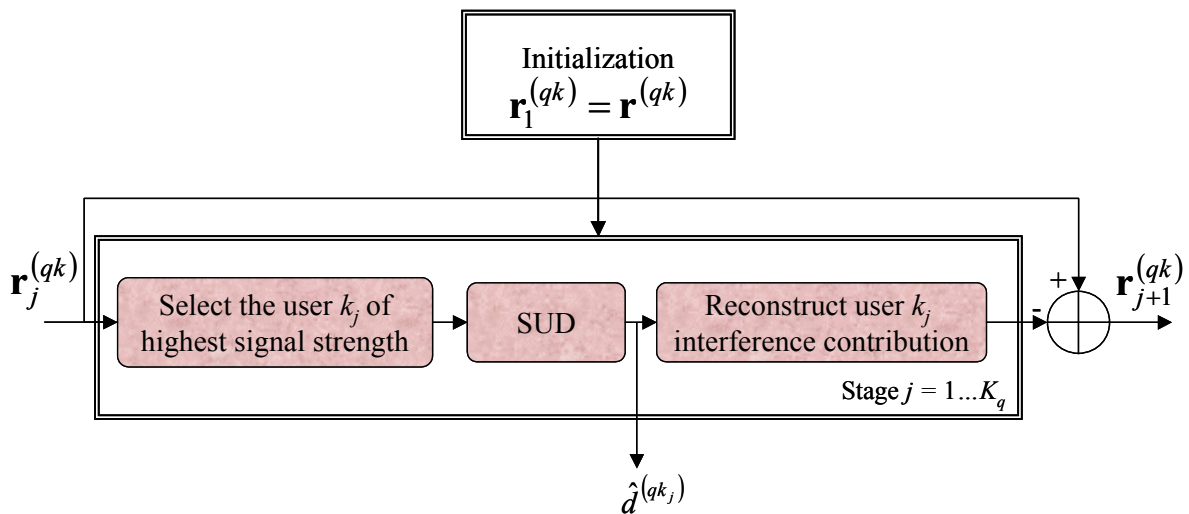 Initialization
r₁^(qk) = r^(qk)
r_j^(qk)
Select the user k_j of
highest signal strength
SUD
Reconstruct user k_j
interference contribution
+
-
r_{j+1}^(qk)
Stage j = 1...K_q
d̂^(qk_j)